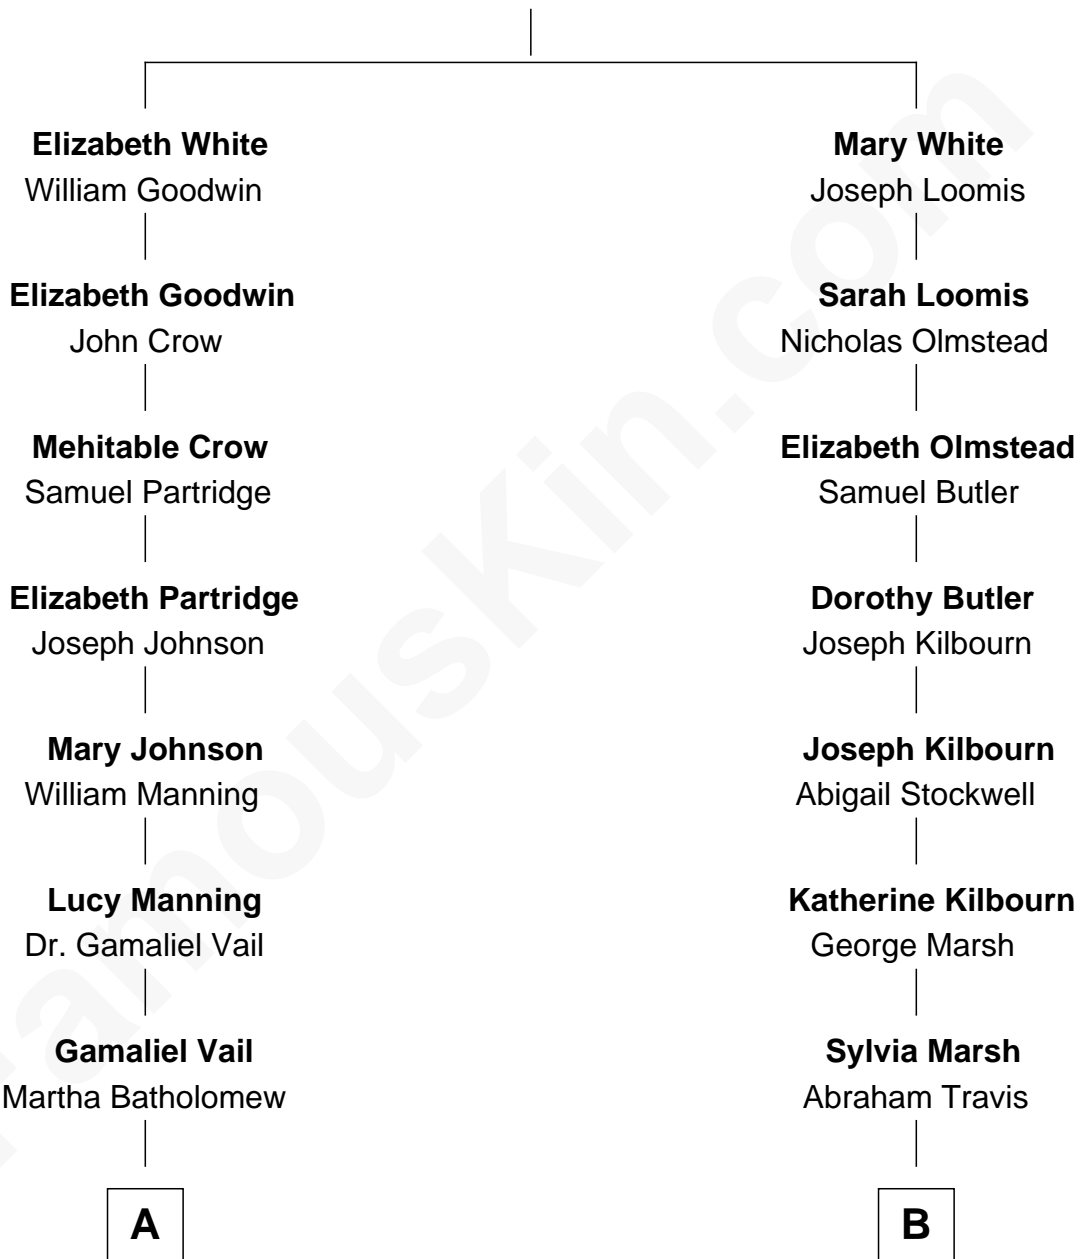 Elizabeth White
William Goodwin
Elizabeth Goodwin
John Crow
Mehitable Crow
Samuel Partridge
Elizabeth Partridge
Joseph Johnson
Mary Johnson
William Manning
Lucy Manning
Dr. Gamaliel Vail
Gamaliel Vail
Martha Batholomew
A
Mary White
Joseph Loomis
Sarah Loomis
Nicholas Olmstead
Elizabeth Olmstead
Samuel Butler
Dorothy Butler
Joseph Kilbourn
Joseph Kilbourn
Abigail Stockwell
Katherine Kilbourn
George Marsh
Sylvia Marsh
Abraham Travis
B
FamousKin.com